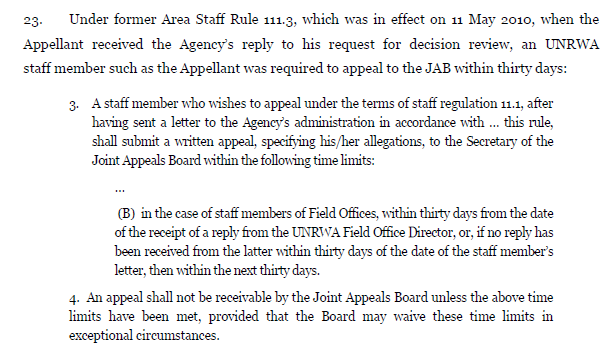 23. Under former Area Staff Rule 111.3, which was in effect on 11 May 2010, when the
Appellant received the Agency's reply to his request for decision review, an UNRWA
staff member such as the Appellant was required to appeal to the JAB within thirty days:
3. A staff member who wishes to appeal under the terms of staff regulation 11.1, after
having sent a letter to the Agency's administration in accordance with ... this rule,
shall submit a written appeal, specifying his/her allegations, to the Secretary of the
Joint Appeals Board within the following time limits:
...
(B) in the case of staff members of Field Offices, within thirty days from the date
of the receipt of a reply from the UNRWA Field Office Director, or, if no reply has
been received from the latter within thirty days of the date of the staff member's
letter, then within the next thirty days.
4. An appeal shall not be receivable by the Joint Appeals Board unless the above time
limits have been met, provided that the Board may waive these time limits in
exceptional circumstances.